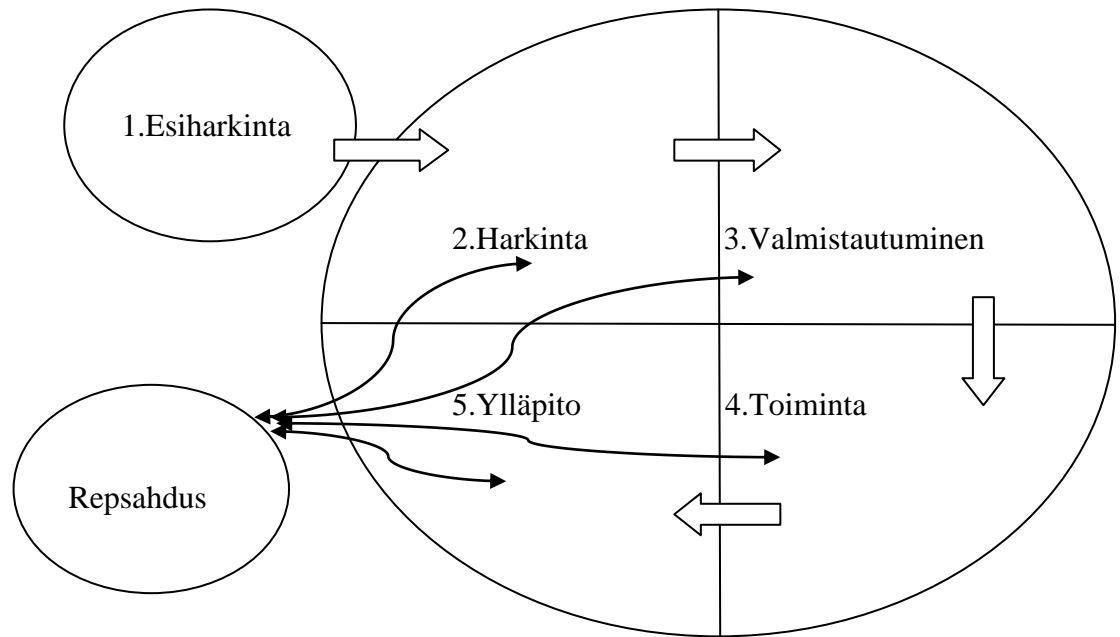 1.Esiharkinta
2.Harkinta
3.Valmistautuminen
5.Ylläpito
4.Toiminta
Repsahdus